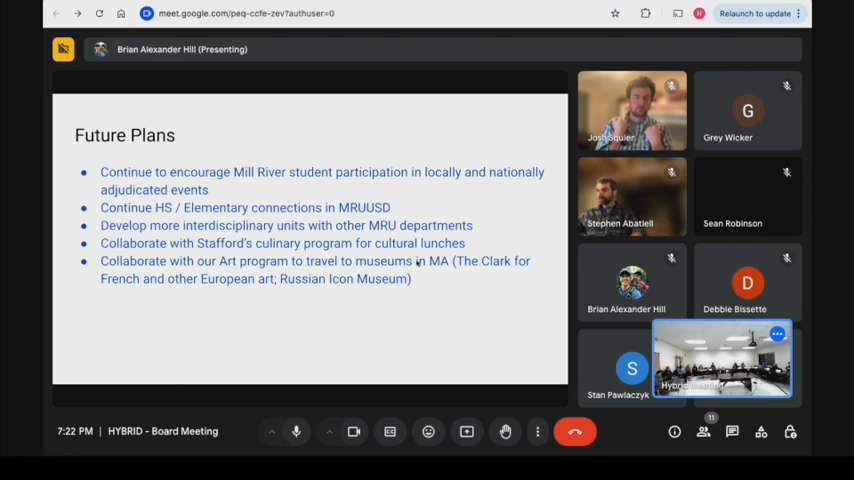 meet.google.com/peq-ccfe-zev?authuser=0
H
Relaunch to update
Brian Alexander Hill (Presenting)
Future Plans
Continue to encourage Mill River student participation in locally and nationally
adjudicated events
Continue HS / Elementary connections in MRUUSD
Develop more interdisciplinary units with other MRU departments
Collaborate with Stafford's culinary program for cultural lunches
Collaborate with our Art program to travel to museums in MA (The Clark for
French and other European art; Russian Icon Museum)
Josh Squier
G
Grey Wicker
Stephen Abatiell
Sean Robinson
Brian Alexander Hill
D
Debbie Bissette
S
Stan Pawlaczyk
Hybrid Meeting
7:22 PM | HYBRID - Board Meeting
11